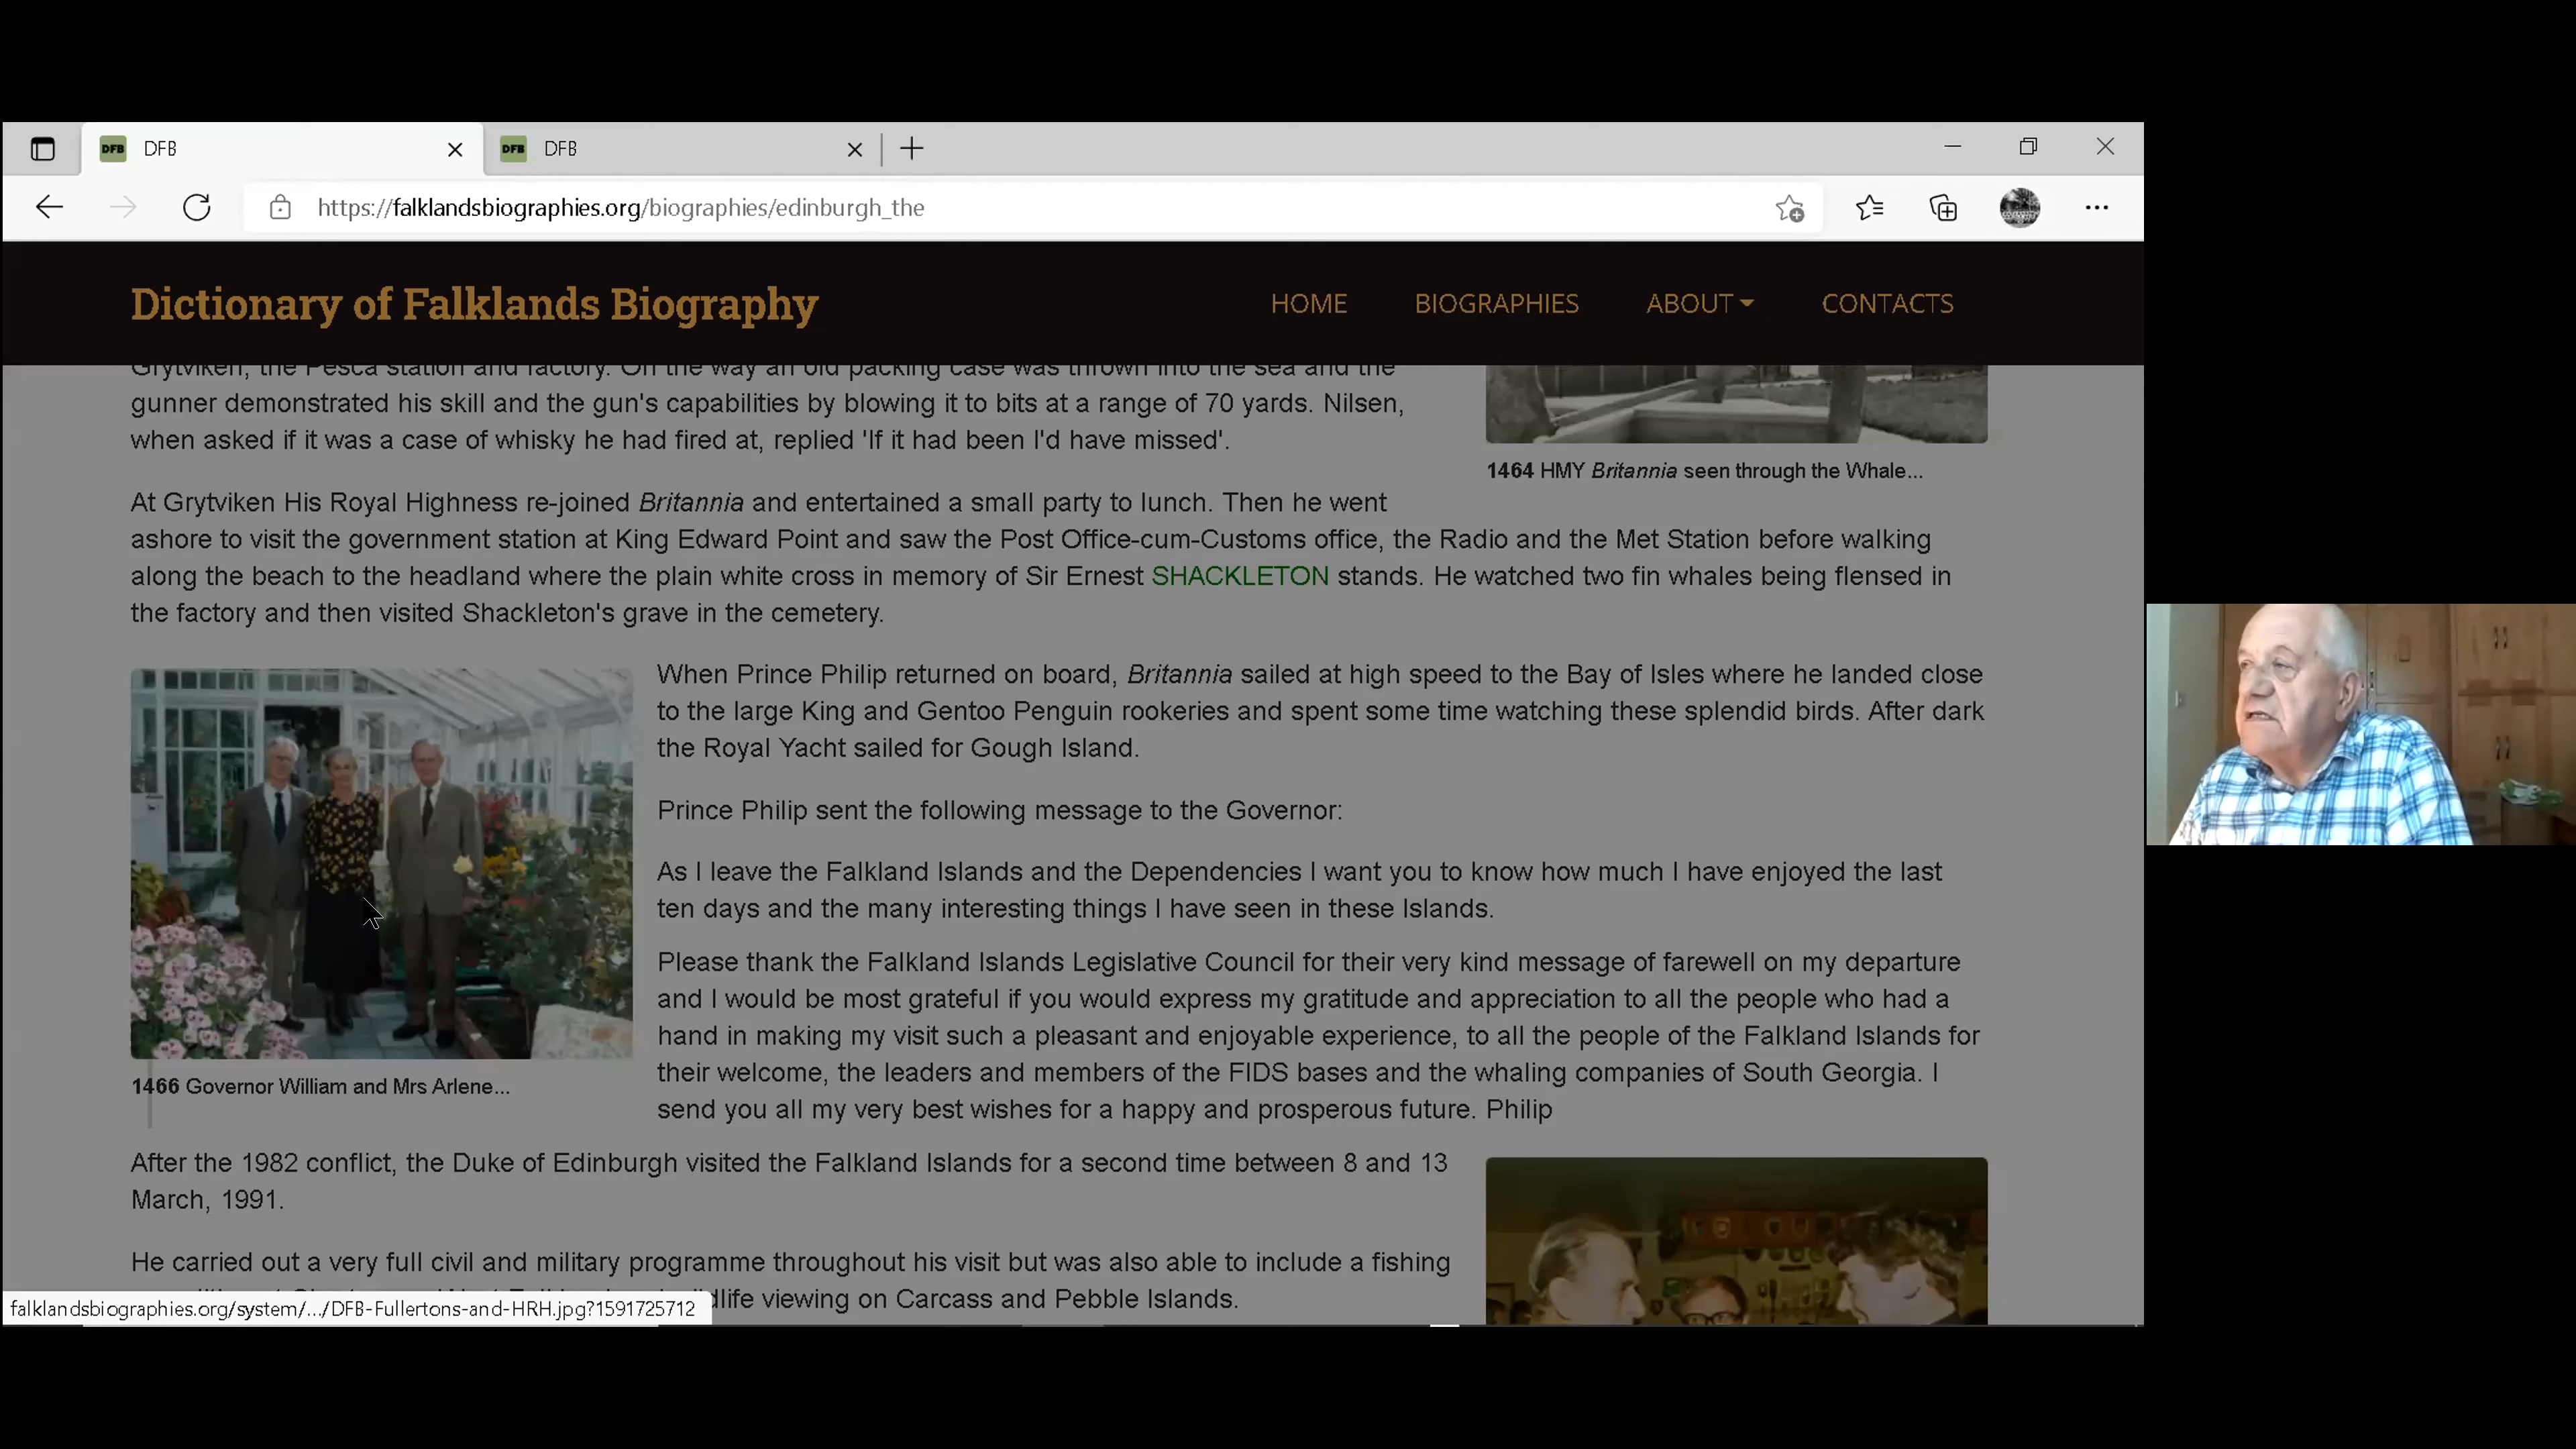 DFB
DFB
https://falklandsbiographies.org/biographies/edinburgh_the
Dictionary of Falklands Biography
HOME
BIOGRAPHIES
ABOUT
CONTACTS
Grytviken, the Pesca station and factory. On the way an old packing case was thrown into the sea and the
gunner demonstrated his skill and the gun's capabilities by blowing it to bits at a range of 70 yards. Nilsen,
when asked if it was a case of whisky he had fired at, replied 'If it had been I'd have missed'.
1464 HMY Britannia seen through the Whale...
At Grytviken His Royal Highness re-joined Britannia and entertained a small party to lunch. Then he went
ashore to visit the government station at King Edward Point and saw the Post Office-cum-Customs office, the Radio and the Met Station before walking
along the beach to the headland where the plain white cross in memory of Sir Ernest SHACKLETON stands. He watched two fin whales being flensed in
the factory and then visited Shackleton's grave in the cemetery.
When Prince Philip returned on board, Britannia sailed at high speed to the Bay of Isles where he landed close
to the large King and Gentoo Penguin rookeries and spent some time watching these splendid birds. After dark
the Royal Yacht sailed for Gough Island.
Prince Philip sent the following message to the Governor:
As I leave the Falkland Islands and the Dependencies I want you to know how much I have enjoyed the last
ten days and the many interesting things I have seen in these Islands.
Please thank the Falkland Islands Legislative Council for their very kind message of farewell on my departure
and I would be most grateful if you would express my gratitude and appreciation to all the people who had a
hand in making my visit such a pleasant and enjoyable experience, to all the people of the Falkland Islands for
their welcome, the leaders and members of the FIDS bases and the whaling companies of South Georgia. I
send you all my very best wishes for a happy and prosperous future. Philip
1466 Governor William and Mrs Arlene...
After the 1982 conflict, the Duke of Edinburgh visited the Falkland Islands for a second time between 8 and 13
March, 1991.
He carried out a very full civil and military programme throughout his visit but was also able to include a fishing
viewing on Carcass and Pebble Islands.
falklandsbiographies.org/system/.../DFB-Fullertons-and-HRH.jpg?1591725712